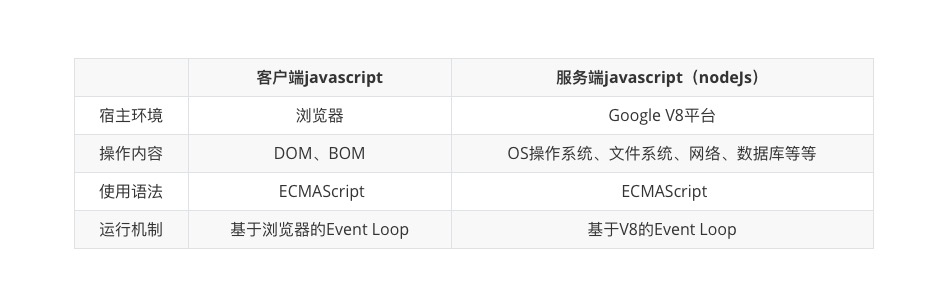 客户端javascript 服务端javascript（nodeJs）
宿主环境 浏览器 Google V8平台
操作内容 DOM、BOM OS操作系统、文件系统、网络、数据库等等
使用语法 ECMAScript ECMAScript
运行机制 基于浏览器的Event Loop 基于V8的Event Loop